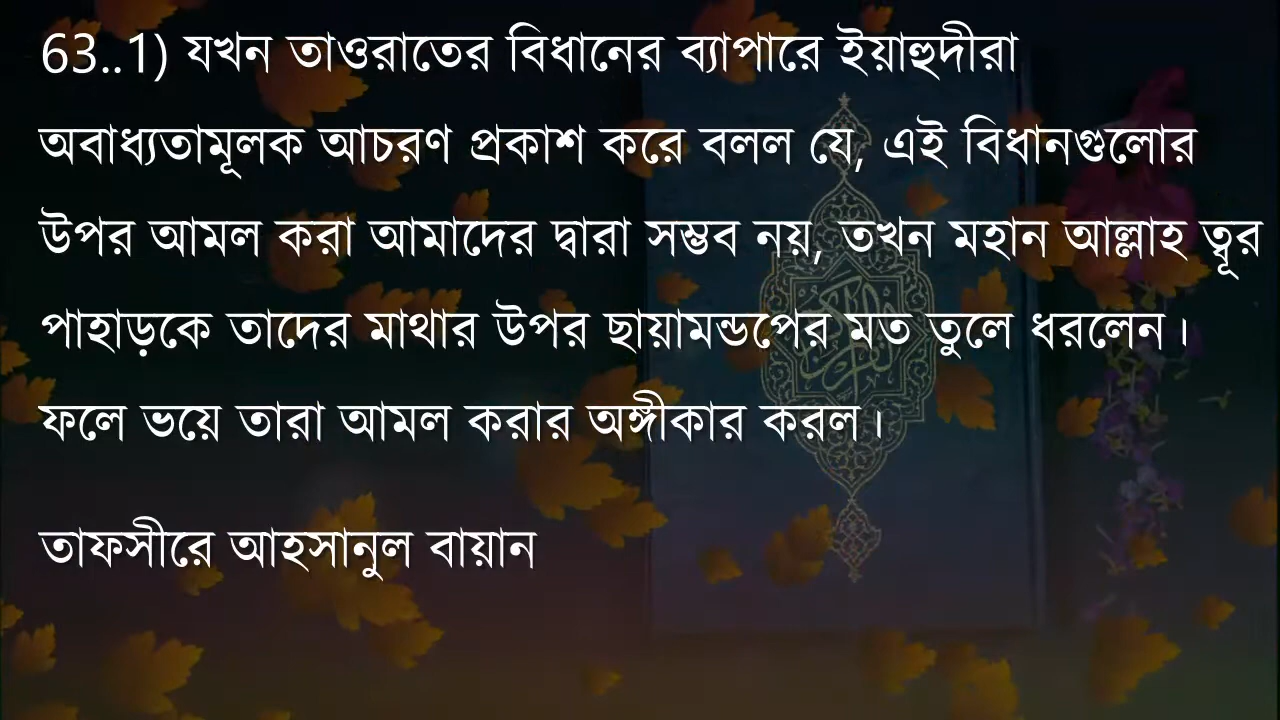 63..1) যখন তাওরাতের বিধানের ব্যাপারে ইয়াহুদীরা
অবাধ্যতামূলক আচরণ প্রকাশ করে বলল যে, এই বিধানগুলোর
উপর আমল করা আমাদের দ্বারা সম্ভব নয়, তখন মহান আল্লাহ ত্বূর
পাহাড়কে তাদের মাথার উপর ছায়ামন্ডপের মত তুলে ধরলেন।
ফলে ভয়ে তারা আমল করার অঙ্গীকার করল।
তাফসীরে আহসানুল বায়ান